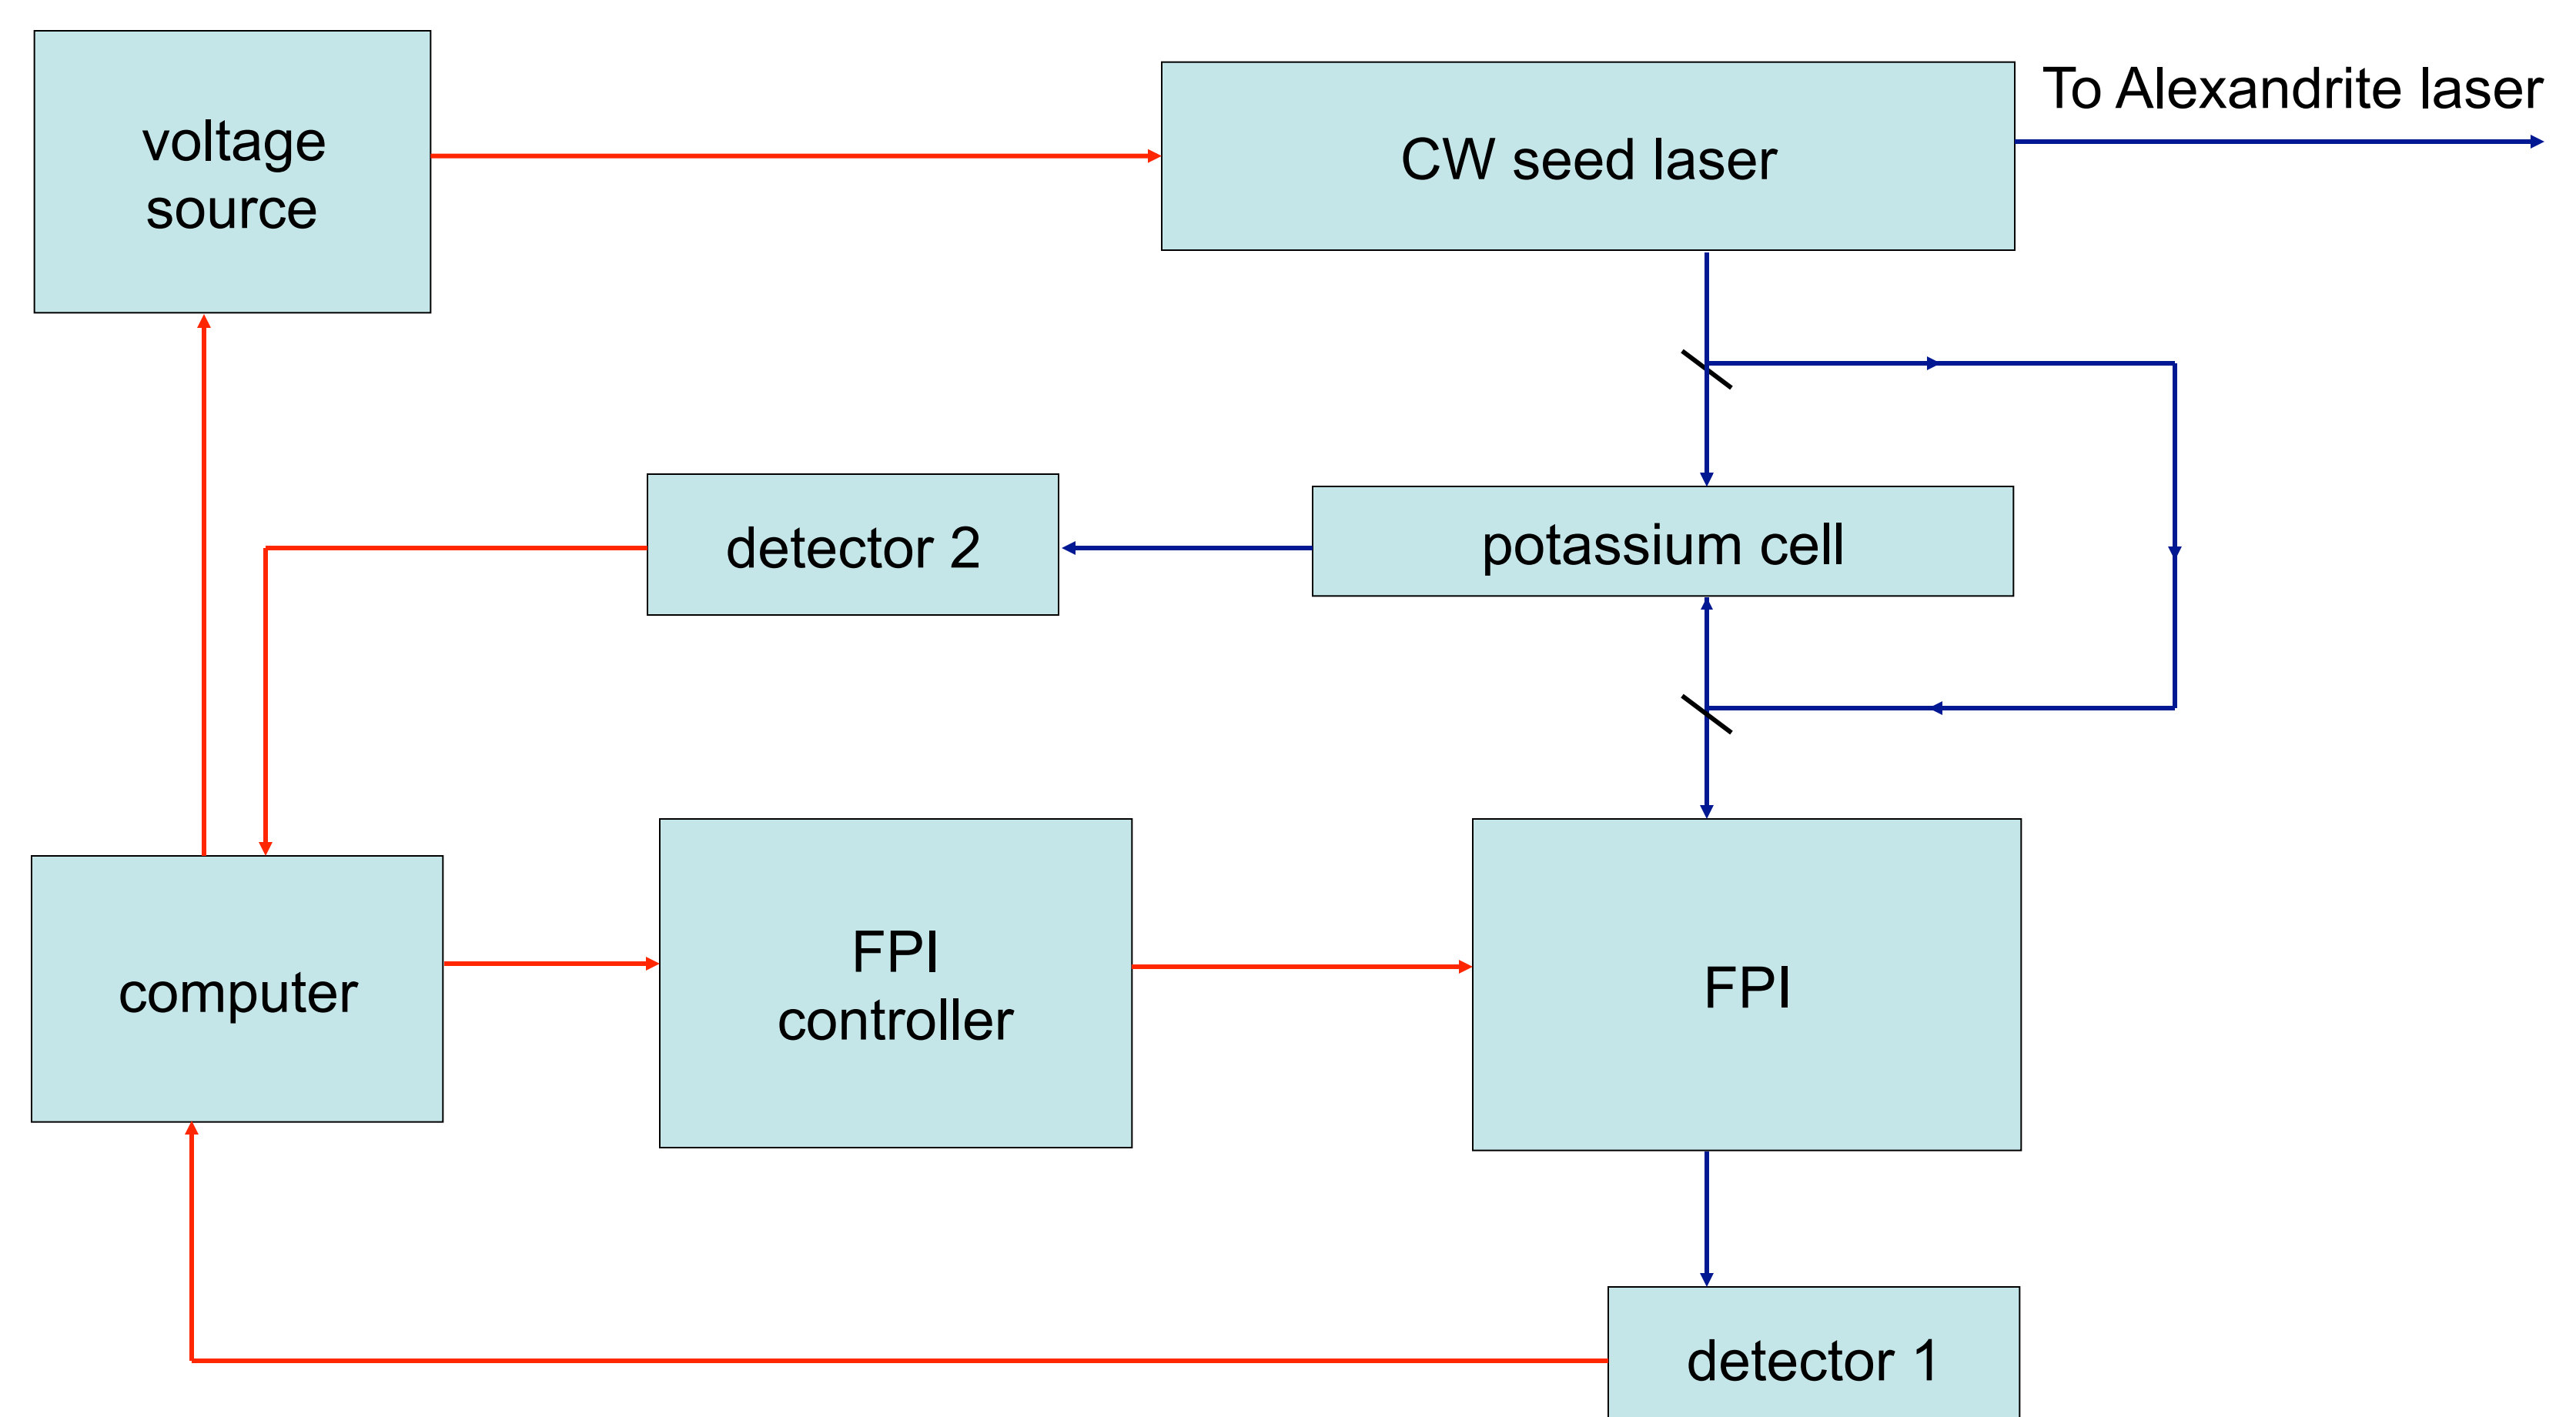 voltage
source
CW seed laser
To Alexandrite laser
detector 2
potassium cell
computer
FPI
controller
FPI
detector 1